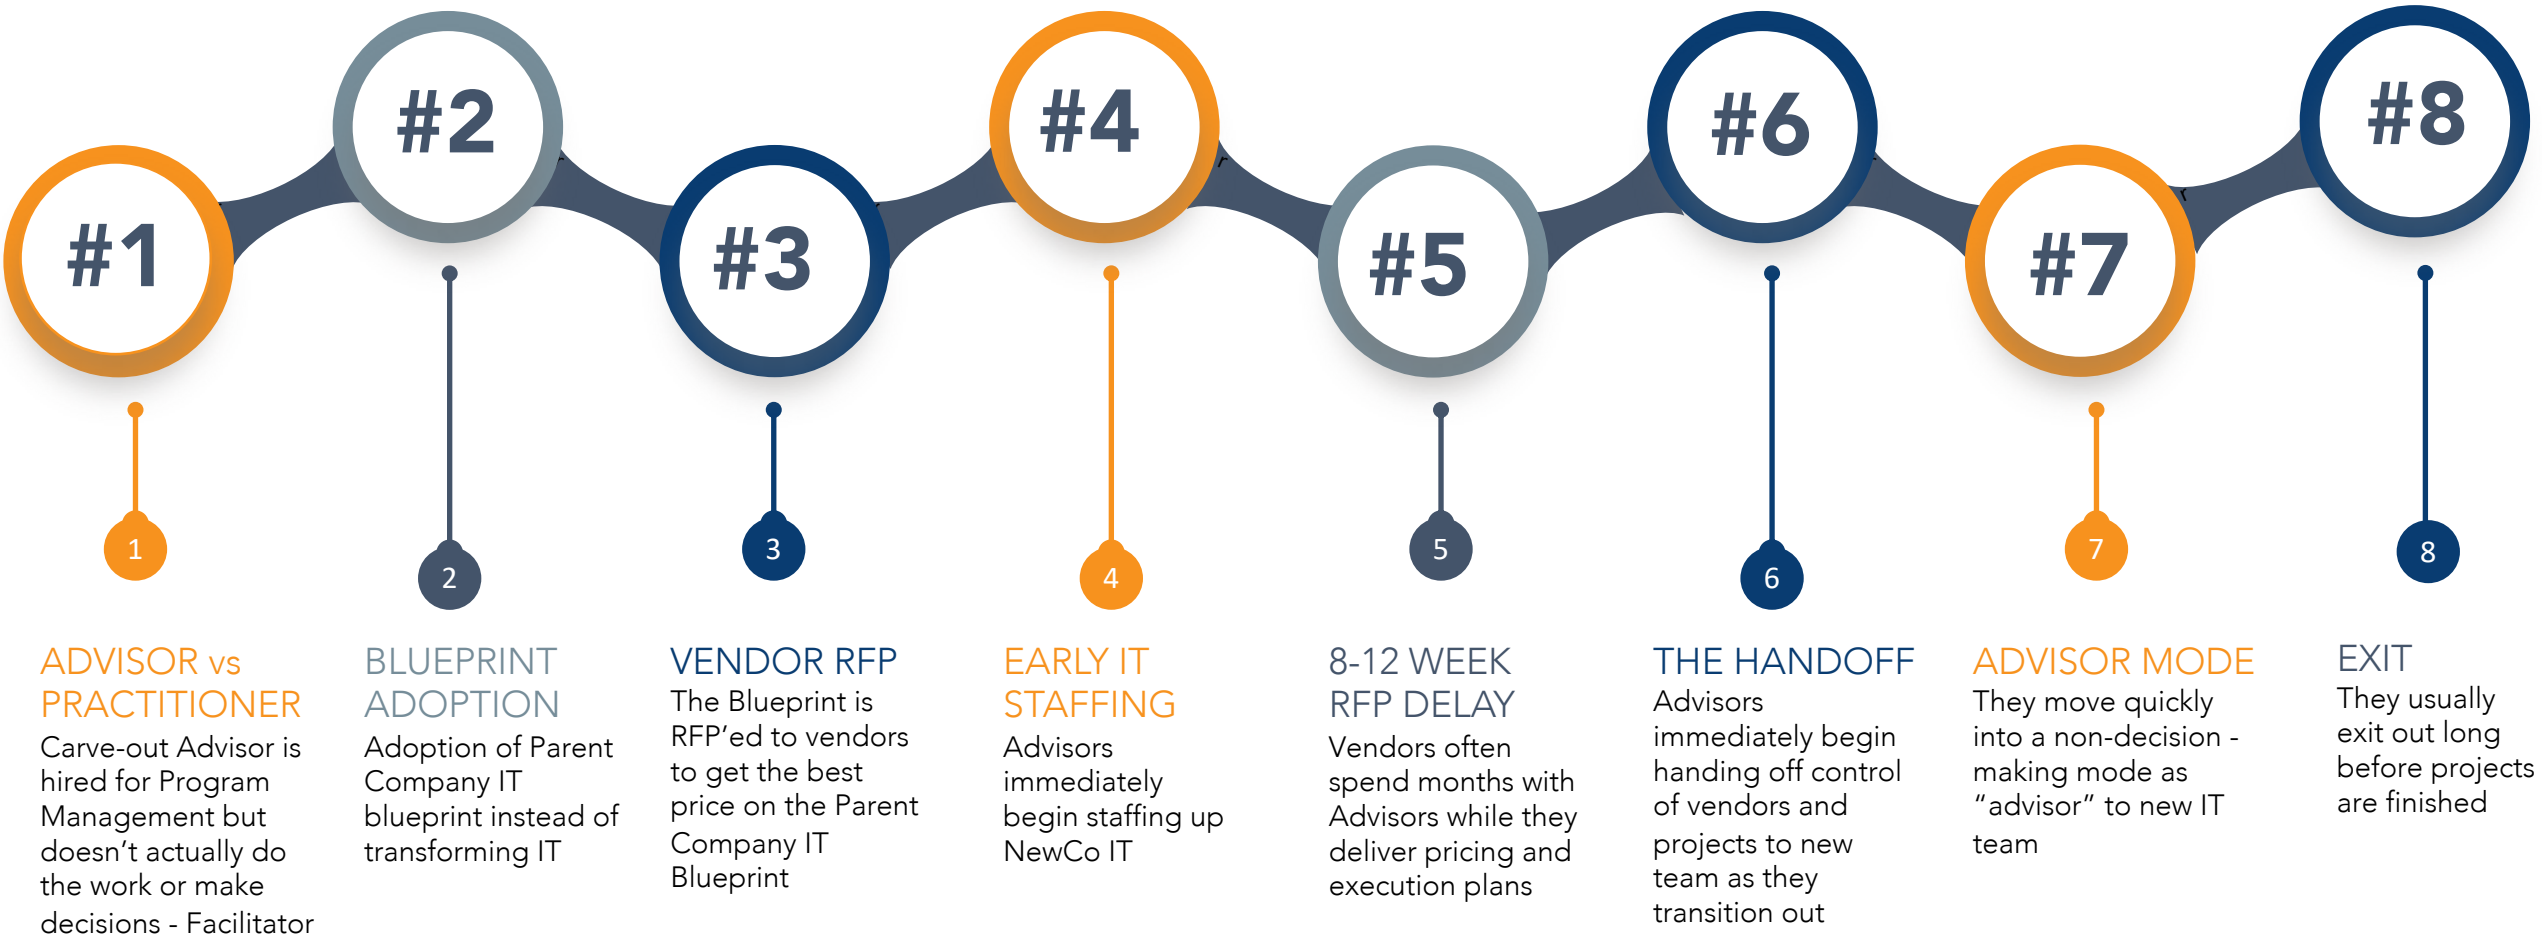 #1
#2
#3
#4
#5
#6
#7
#8
1
2
3
4
5
6
7
8
ADVISOR vs
PRACTITIONER
Carve-out Advisor is
hired for Program
Management but
doesn't actually do
the work or make
decisions - Facilitator
BLUEPRINT
ADOPTION
Adoption of Parent
Company IT
blueprint instead of
transforming IT
VENDOR RFP
The Blueprint is
RFP'ed to vendors
to get the best
price on the Parent
Company IT
Blueprint
EARLY IT
STAFFING
Advisors
immediately
begin staffing up
NewCo IT
8-12 WEEK
RFP DELAY
Vendors often
spend months with
Advisors while they
deliver pricing and
execution plans
THE HANDOFF
Advisors
immediately begin
handing off control
of vendors and
projects to new
team as they
transition out
ADVISOR MODE
They move quickly
into a non-decision -
making mode as
“advisor” to new IT
team
EXIT
They usually
exit out long
before projects
are finished